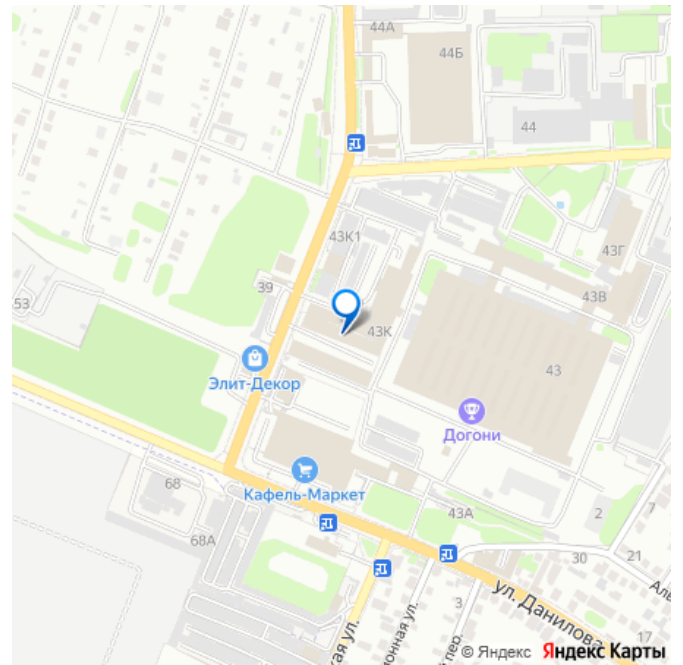 44А
44Б
44
43К1
43Г
39
43В
53
43К
43
Элит-Декор
Догони
Кафель-Маркет
68
43А
2
7
68А
30
21
ул. Данилова
3
17
© Яндекс Яндекс Карты